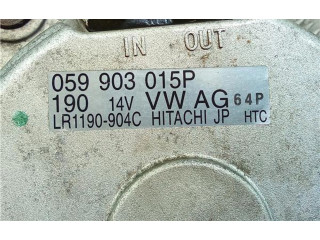 IN OUT
059 903 015P
190 14V VW AG 64P
LR1190-904C HITACHI JP HTC